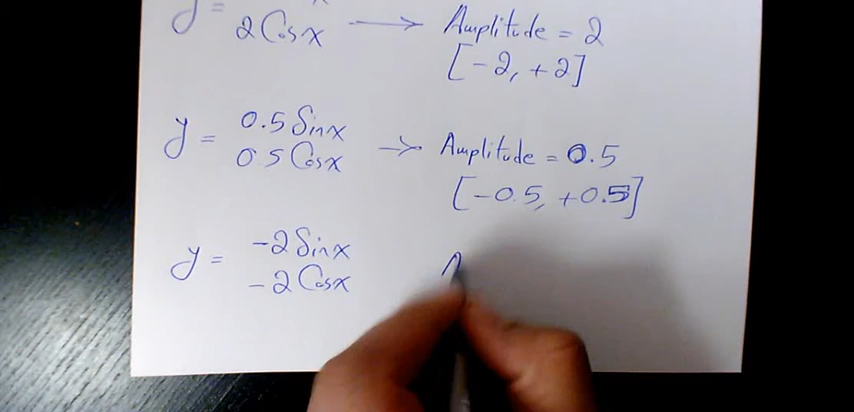 y =
2 Cos x → Amplitude = 2
[-2, +2]
0.5 Sin x
y = → Amplitude = 0.5
0 5 Cos x
[-0.5, +0.5]
-2 Sin x
y = A
-2 Cos x